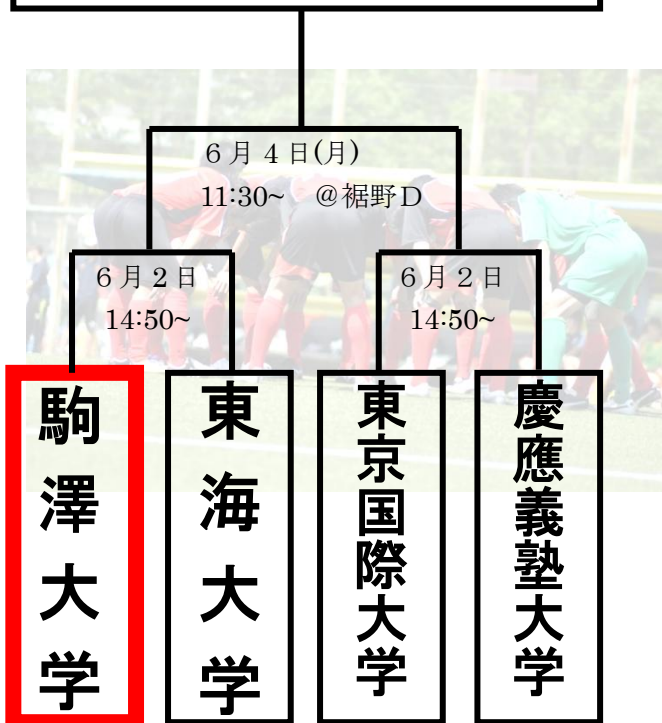 6月4日(月)
11:30~ @裾野D
6月2日
14:50~
6月2日
14:50~
駒澤大学
東海大学
東京国際大学
慶應義塾大学